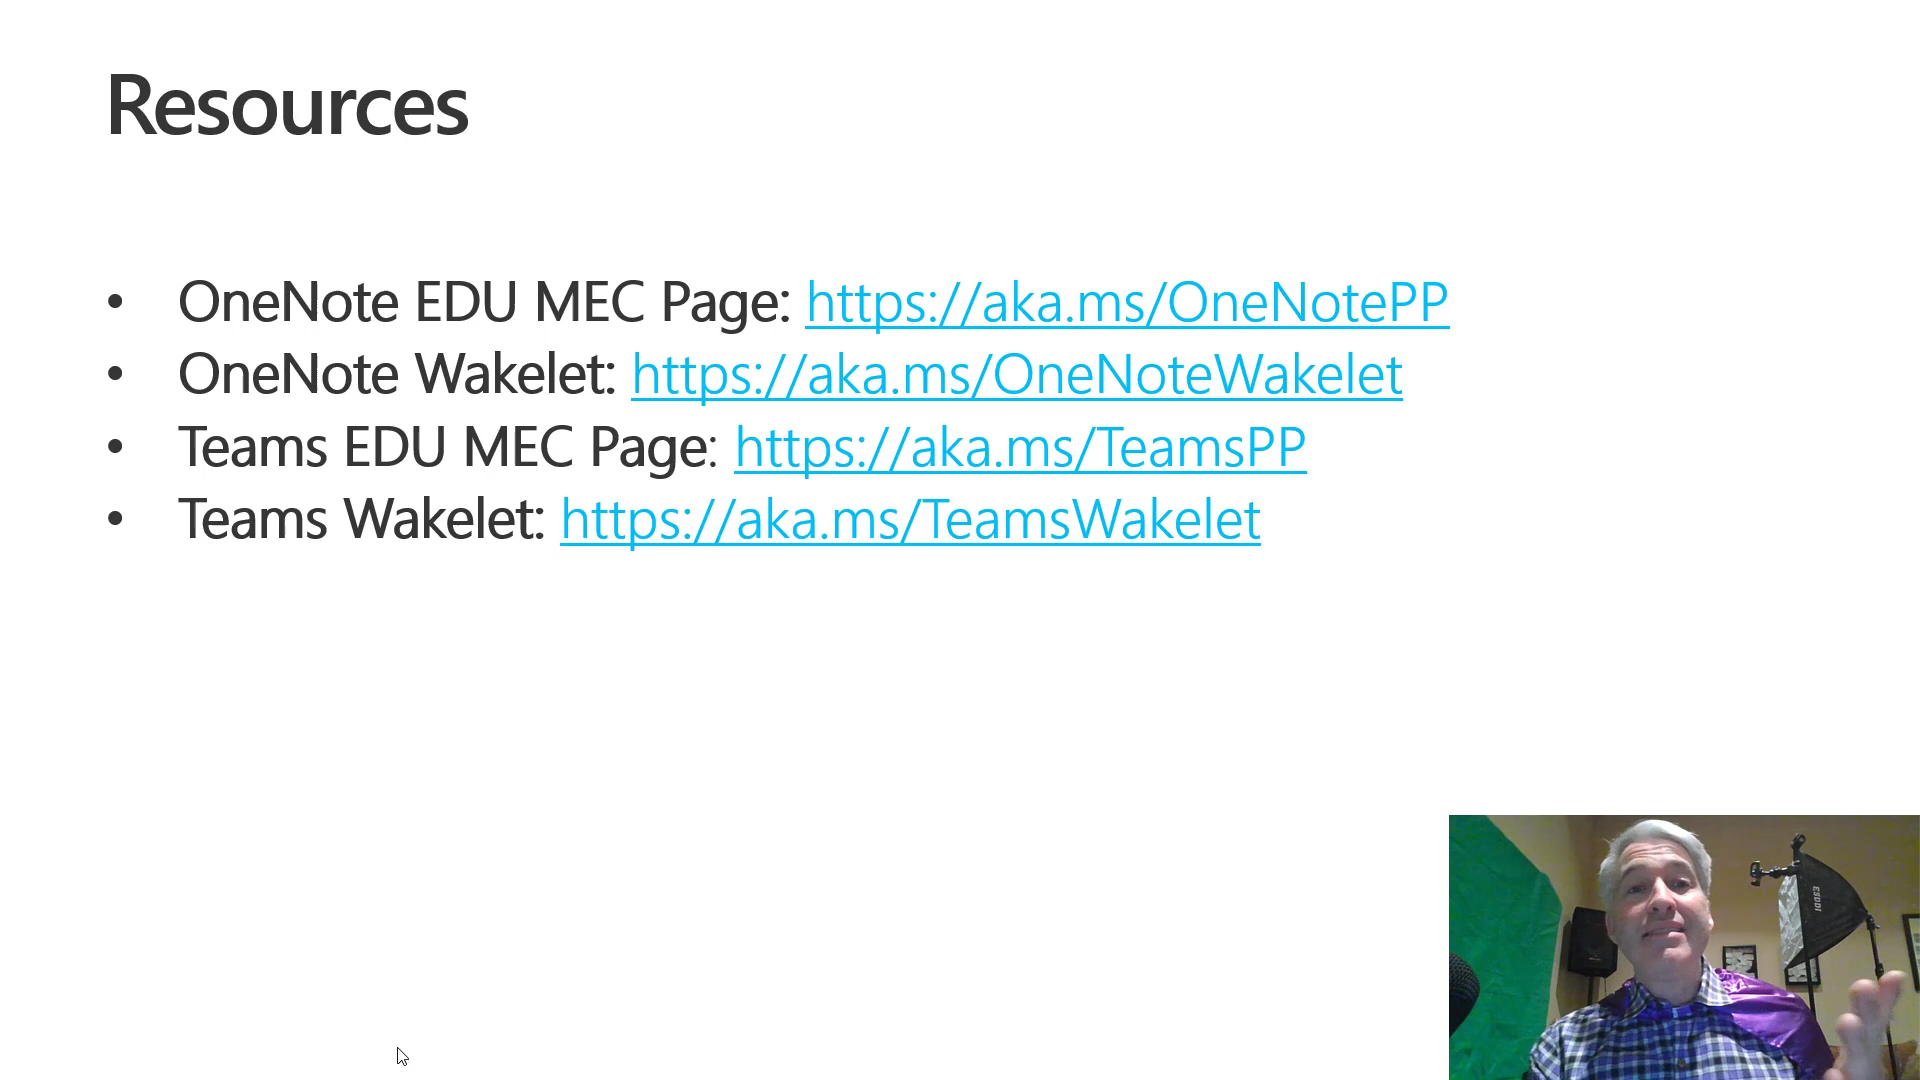 Resources
• OneNote EDU MEC Page: https://aka.ms/OneNotePP
• OneNote Wakelet: https://aka.ms/OneNoteWakelet
• Teams EDU MEC Page: https://aka.ms/TeamsPP
• Teams Wakelet: https://aka.ms/TeamsWakelet
ESDDI